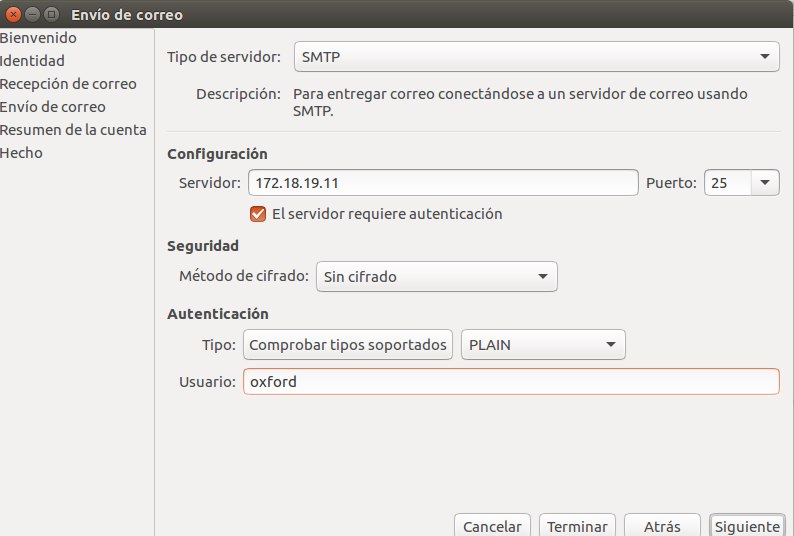 Envío de correo
Bienvenido
Identidad
Recepción de correo
Envío de correo
Resumen de la cuenta
Hecho
Tipo de servidor: SMTP
Descripción: Para entregar correo conectándose a un servidor de correo usando
SMTP.
Configuración
Servidor: 172.18.19.11 Puerto: 25
El servidor requiere autenticación
Seguridad
Método de cifrado: Sin cifrado
Autenticación
Tipo: Comprobar tipos soportados PLAIN
Usuario: oxford
Cancelar Terminar Atrás Siguiente